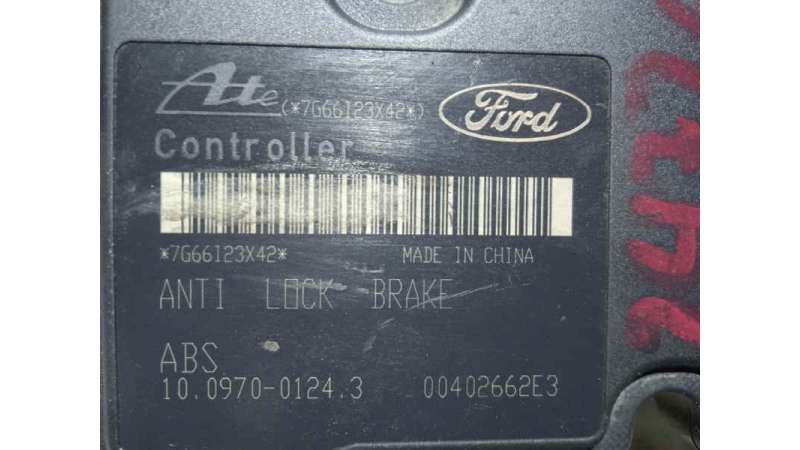 Ate (*7G66123X42*) Ford
Controller
*7G66123X42* MADE IN CHINA
ANTI LOCK BRAKE
ABS
10.0970-0124.3 00402662E3